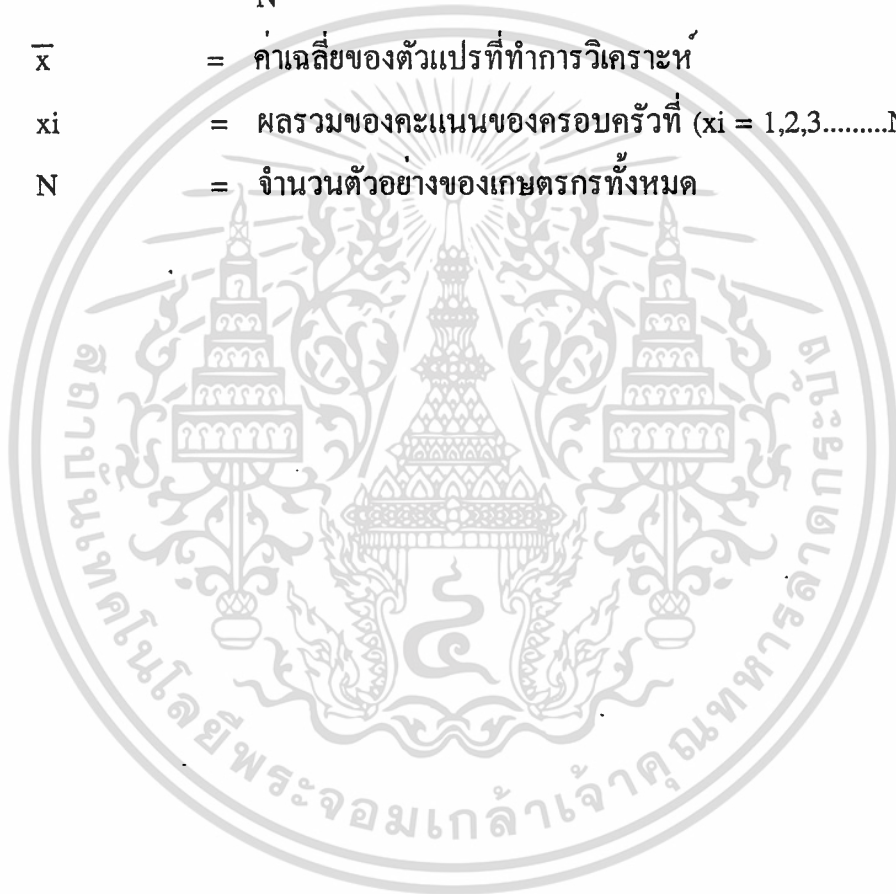 N
x̄ = ค่าเฉลี่ยของตัวแปรที่ทำการวิเคราะห์
xi = ผลรวมของคะแนนของครอบครัวที่ (xi = 1,2,3.........N
N = จำนวนตัวอย่างของเกษตรกรทั้งหมด
สถาบันเทคโนโลยีพระจอมเกล้าเจ้าคุณทหารลาดกระบัง
๔